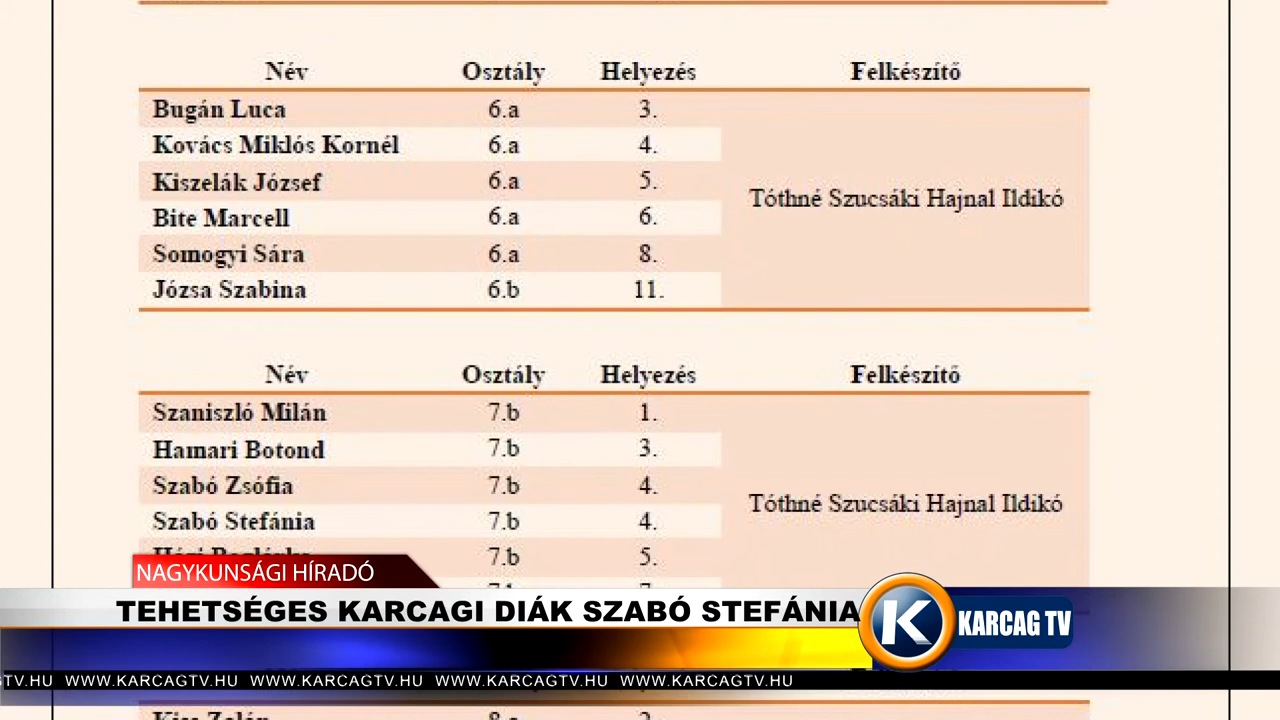 Név Osztály Helyezés Felkészítő
Bugán Luca 6.a 3.
Kovács Miklós Kornél 6.a 4.
Kiszelák József 6.a 5.
Tóthné Szucsáki Hajnal Ildikó
Bite Marcell 6.a 6.
Somogyi Sára 6.a 8.
Józsa Szabina 6.b 11.
Név Osztály Helyezés Felkészítő
Szaniszló Milán 7.b 1.
Hamari Botond 7.b 3.
Szabó Zsófia 7.b 4.
Tóthné Szucsáki Hajnal Ildikó
Szabó Stefánia 7.b 4.
7.b 5.
NAGYKUNSÁGI HÍRADÓ
TEHETSÉGES KARCAGI DIÁK SZABÓ STEFÁNIA
K KARCAG TV
TV.HU WWW.KARCAGTV.HU WWW.KARCAGTV.HU WWW.KARCAGTV.HU WWW.KARCAGTV.HU